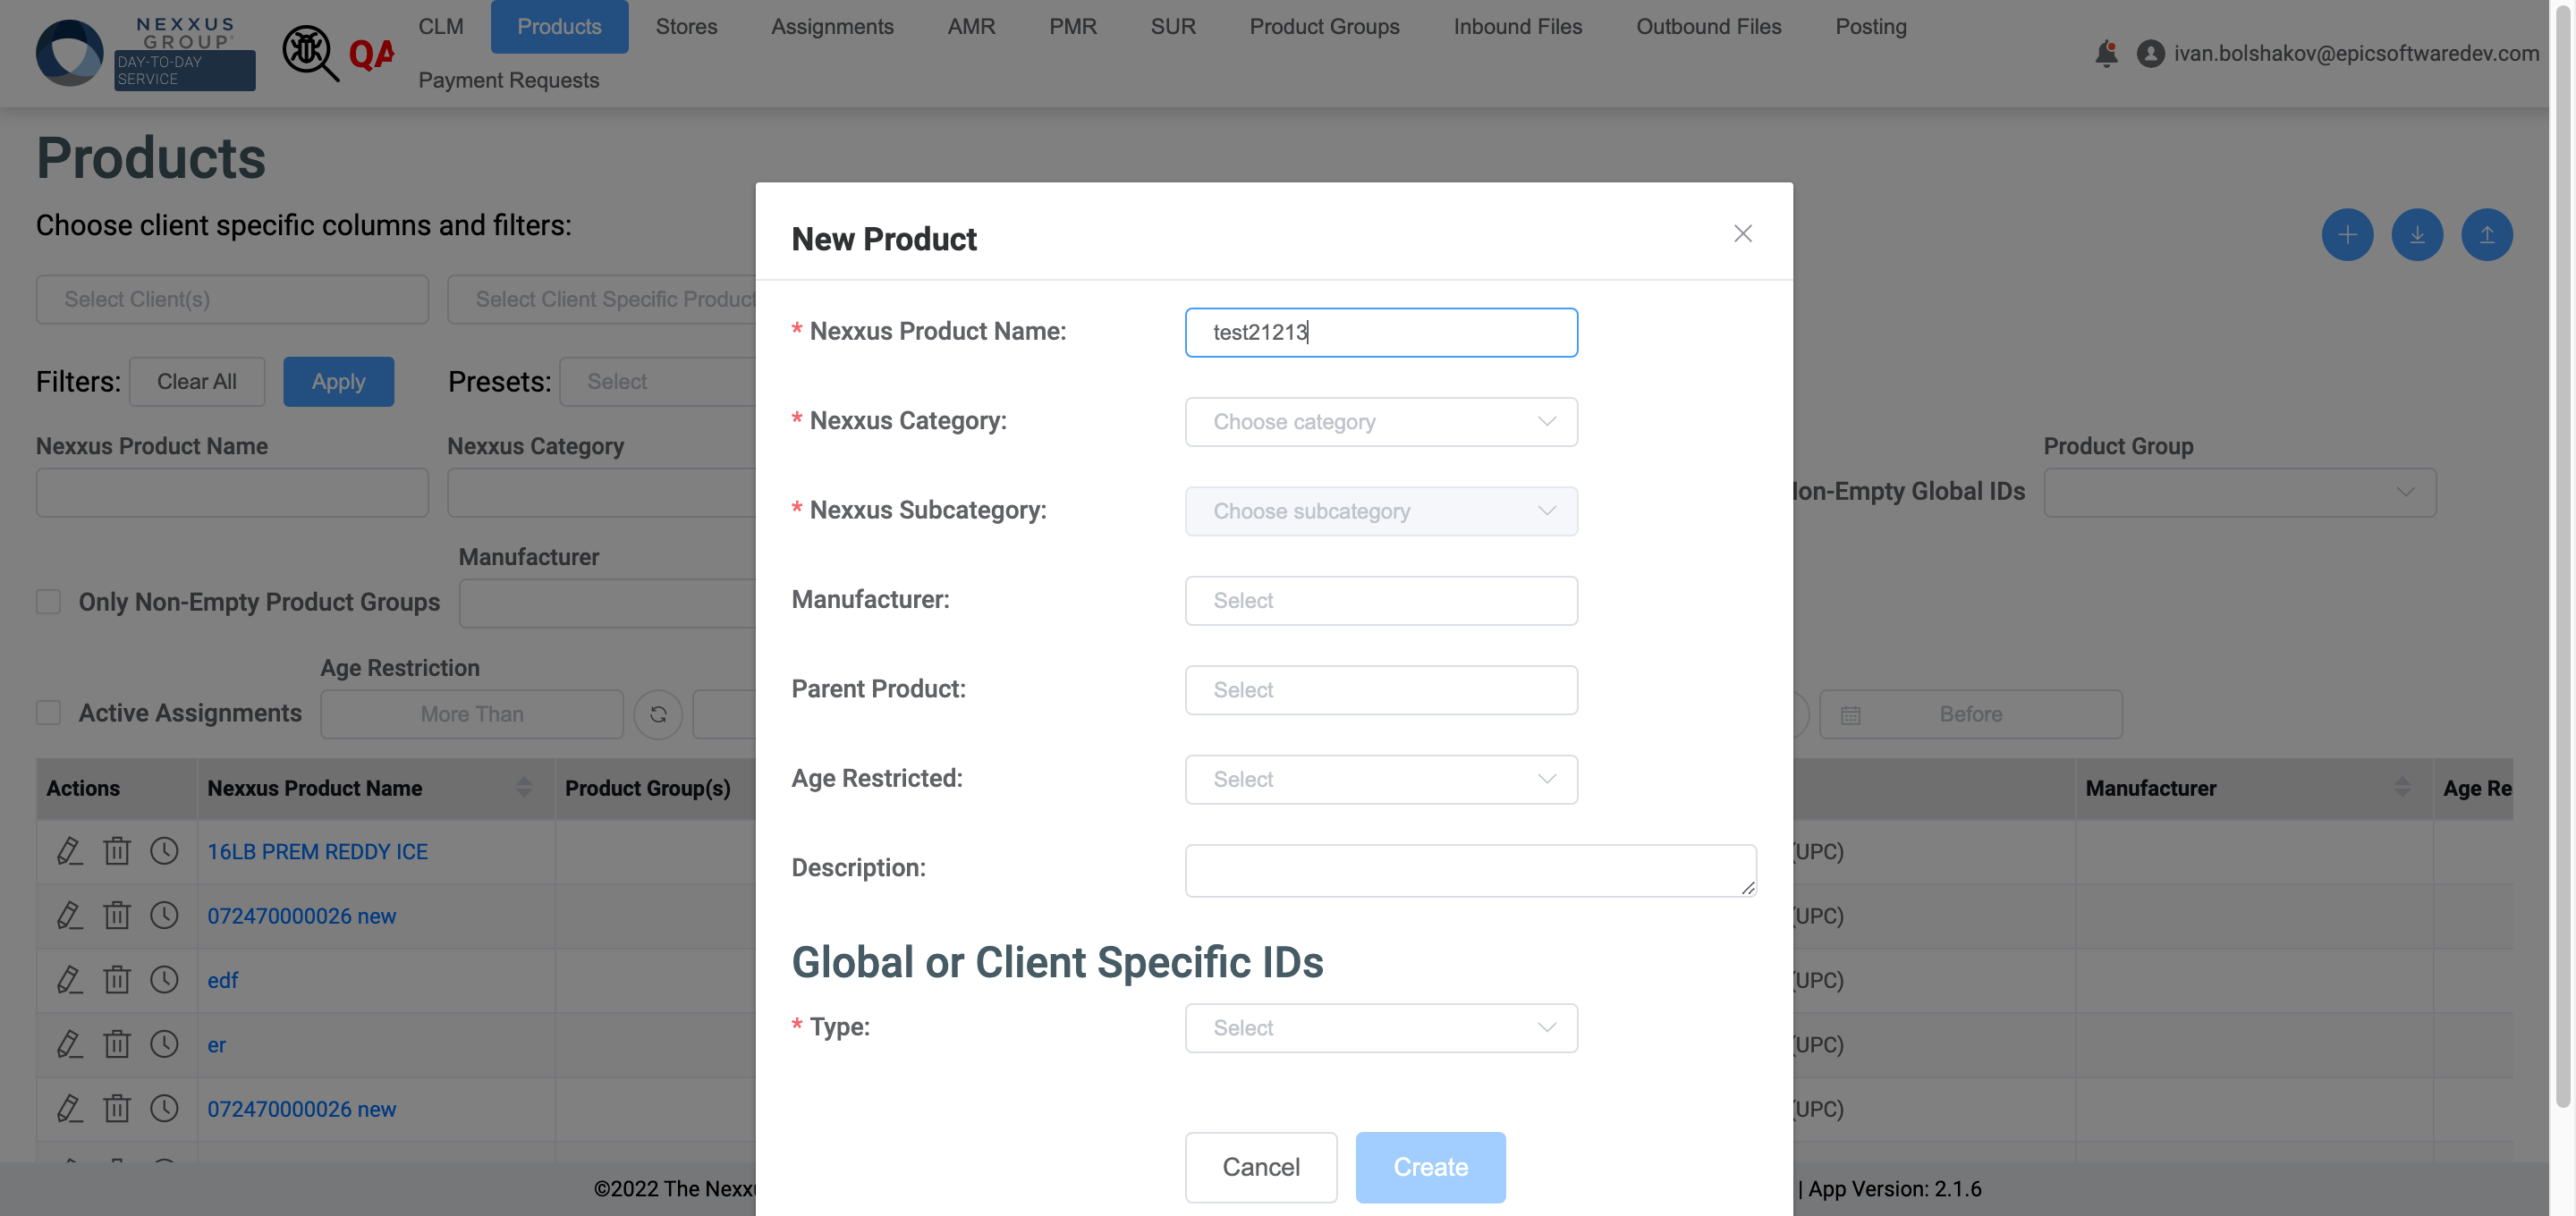 NEXXUS
GROUP
DAY-TO-DAY
SERVICE
QA
CLM Products Stores Assignments AMR PMR SUR Product Groups Inbound Files Outbound Files Posting
Payment Requests
ivan.bolshakov@epicsoftwaredev.com
Products
Choose client specific columns and filters:
Select Client(s) Select Client Specific Product
Filters: Clear All Apply Presets: Select
Nexxus Product Name Nexxus Category Product Group
Non-Empty Global IDs
Manufacturer
Only Non-Empty Product Groups
Age Restriction
Active Assignments More Than Before
Actions Nexxus Product Name Product Group(s) Manufacturer Age Re
16LB PREM REDDY ICE (UPC)
072470000026 new (UPC)
edf (UPC)
er (UPC)
072470000026 new (UPC)
New Product
* Nexxus Product Name: test21213
* Nexxus Category: Choose category
* Nexxus Subcategory: Choose subcategory
Manufacturer: Select
Parent Product: Select
Age Restricted: Select
Description:
Global or Client Specific IDs
* Type: Select
Cancel Create
©2022 The Nexxu | App Version: 2.1.6